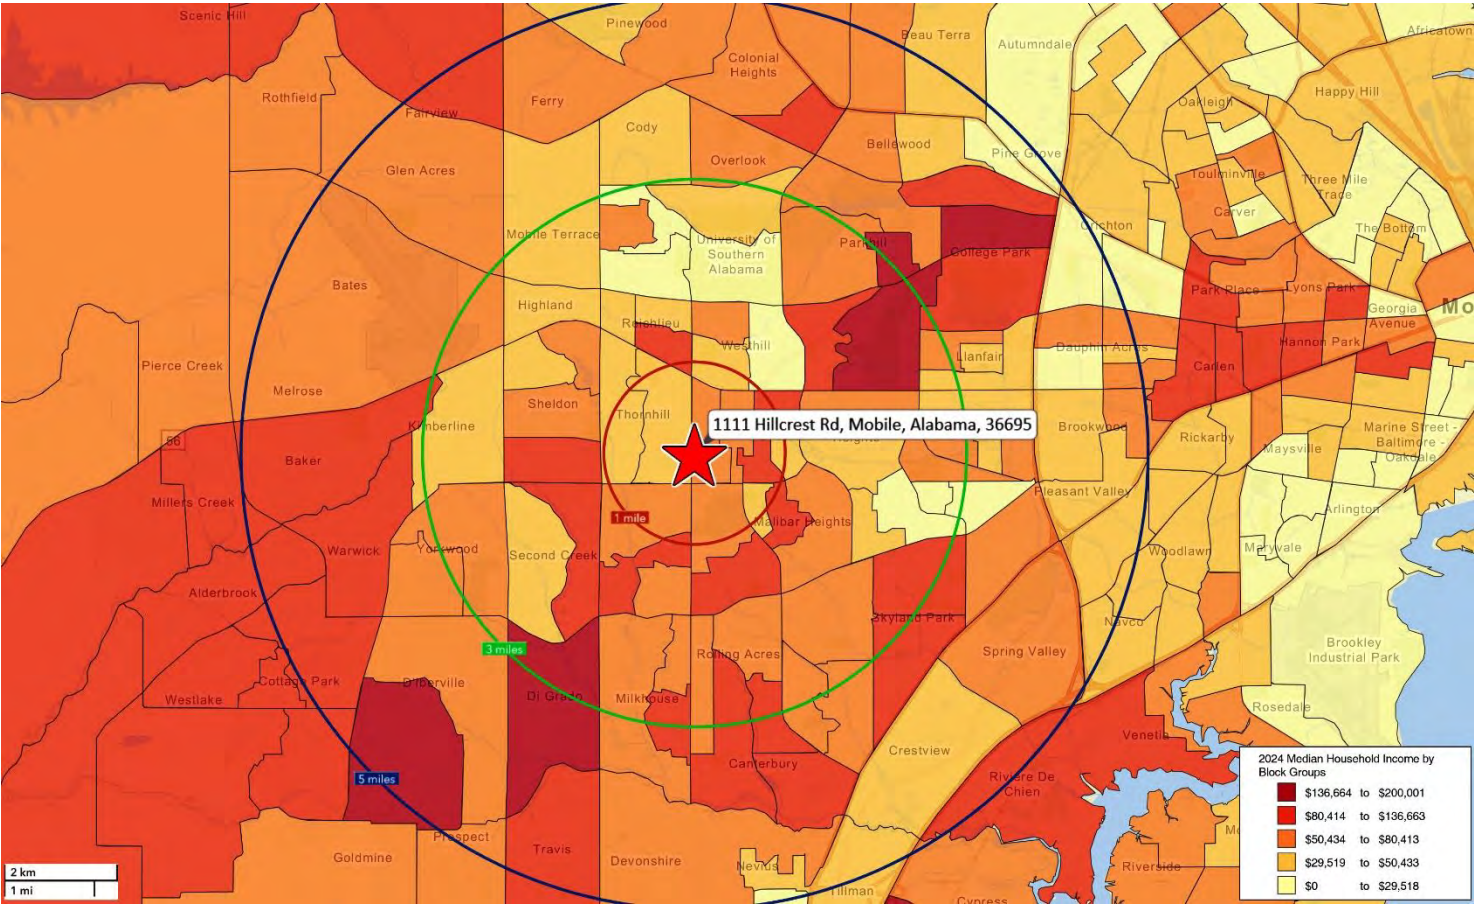 Scenic Hill
Pinewood
Beau Terra
Africatown
Autumndale
Colonial
Heights
Happy Hill
Rothfield
Ferry
Oakleigh
Fairview
Cody
Bellewood
Pine Grove
Overlook
Glen Acres
Toulminville
Three Mile
Trace
Carver
Crichton
The Bottom
Mobile Terrace
University of
Southern
Alabama
Parkhill
College Park
Bates
Park Place
Lyons Park
Highland
Georgia
Avenue
Mo
Westhill
Hannon Park
Llanfair
Dauphin Acres
Pierce Creek
Carlen
Melrose
Sheldon
Thornhill
1111 Hillcrest Rd, Mobile, Alabama, 36695
Kimberline
Brookwood
Rickarby
Marine Street -
Baltimore -
Oakdale
56
Maysville
Baker
Heights
Pleasant Valley
Millers Creek
Arlington
1 mile
Malibar Heights
Maryvale
Woodlawn
Warwick
Yorkwood
Second Creek
Alderbrook
Skyland Park
Navco
Brookley
Industrial Park
3 miles
Rolling Acres
Spring Valley
Cottage Park
D'Iberville
Di Grado
Milkhouse
Westlake
Rosedale
Venetia
Crestview
Canterbury
5 miles
Riviere De
Chien
Prospect
Travis
Goldmine
Devonshire
Nevius
Riverside
Tillman
Cypress
2 km
1 mi
2024 Median Household Income by
Block Groups
$136,664 to $200,001
$80,414 to $136,663
$50,434 to $80,413
$29,519 to $50,433
$0 to $29,518